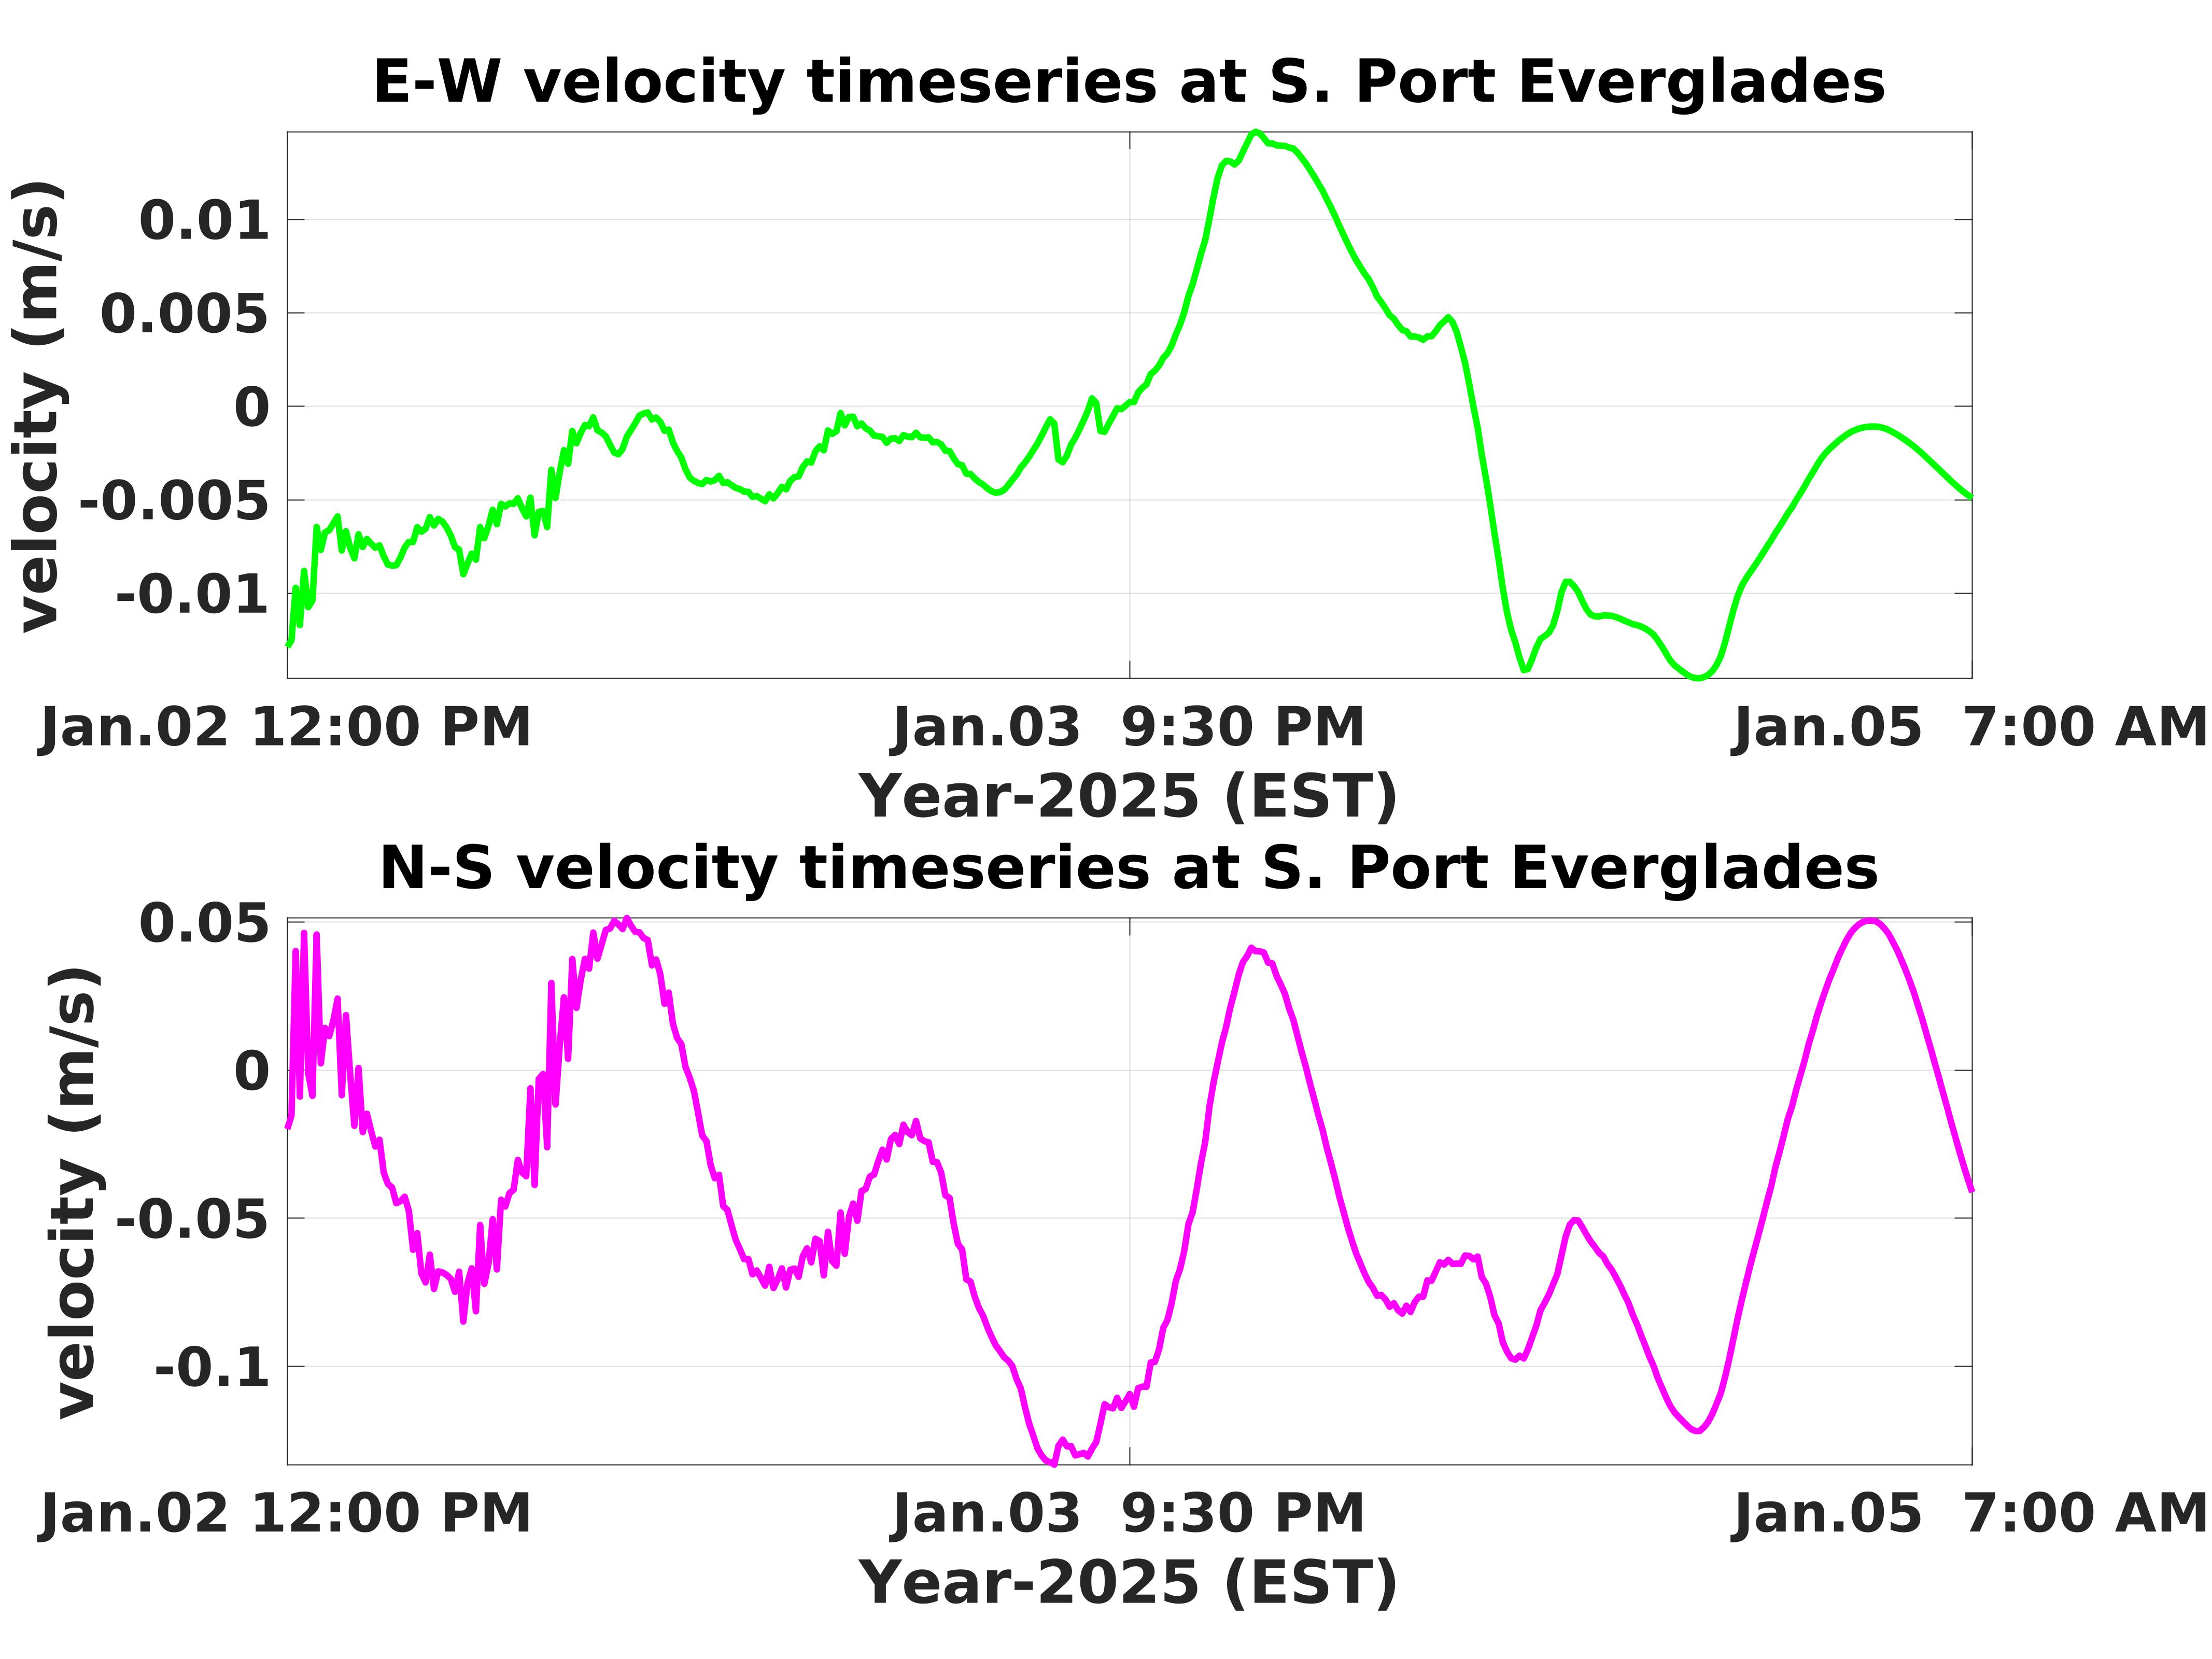 E-W velocity timeseries at S. Port Everglades
velocity (m/s)
0.01
0.005
0
-0.005
-0.01
Jan.02 12:00 PM
Jan.03  9:30 PM
Jan.05  7:00 AM
Year-2025 (EST)
N-S velocity timeseries at S. Port Everglades
velocity (m/s)
0.05
0
-0.05
-0.1
Jan.02 12:00 PM
Jan.03  9:30 PM
Jan.05  7:00 AM
Year-2025 (EST)